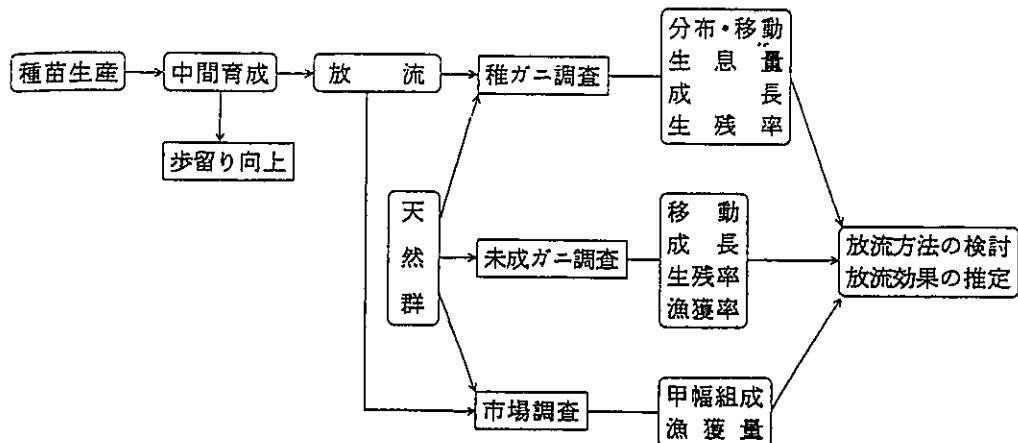 種苗生産
中間育成
放流
稚ガニ調査
分布・移動
生息量
成長
生残率
歩留り向上
天然群
未成ガニ調査
移動
成長
生残率
漁獲率
放流方法の検討
放流効果の推定
市場調査
甲幅組成
漁獲量